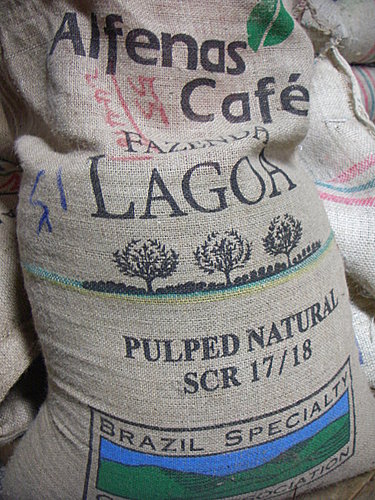 Alfenas
Café
FAZENDA
LAGOA
PULPED NATURAL
SCR 17/18
BRAZIL SPECIALTY